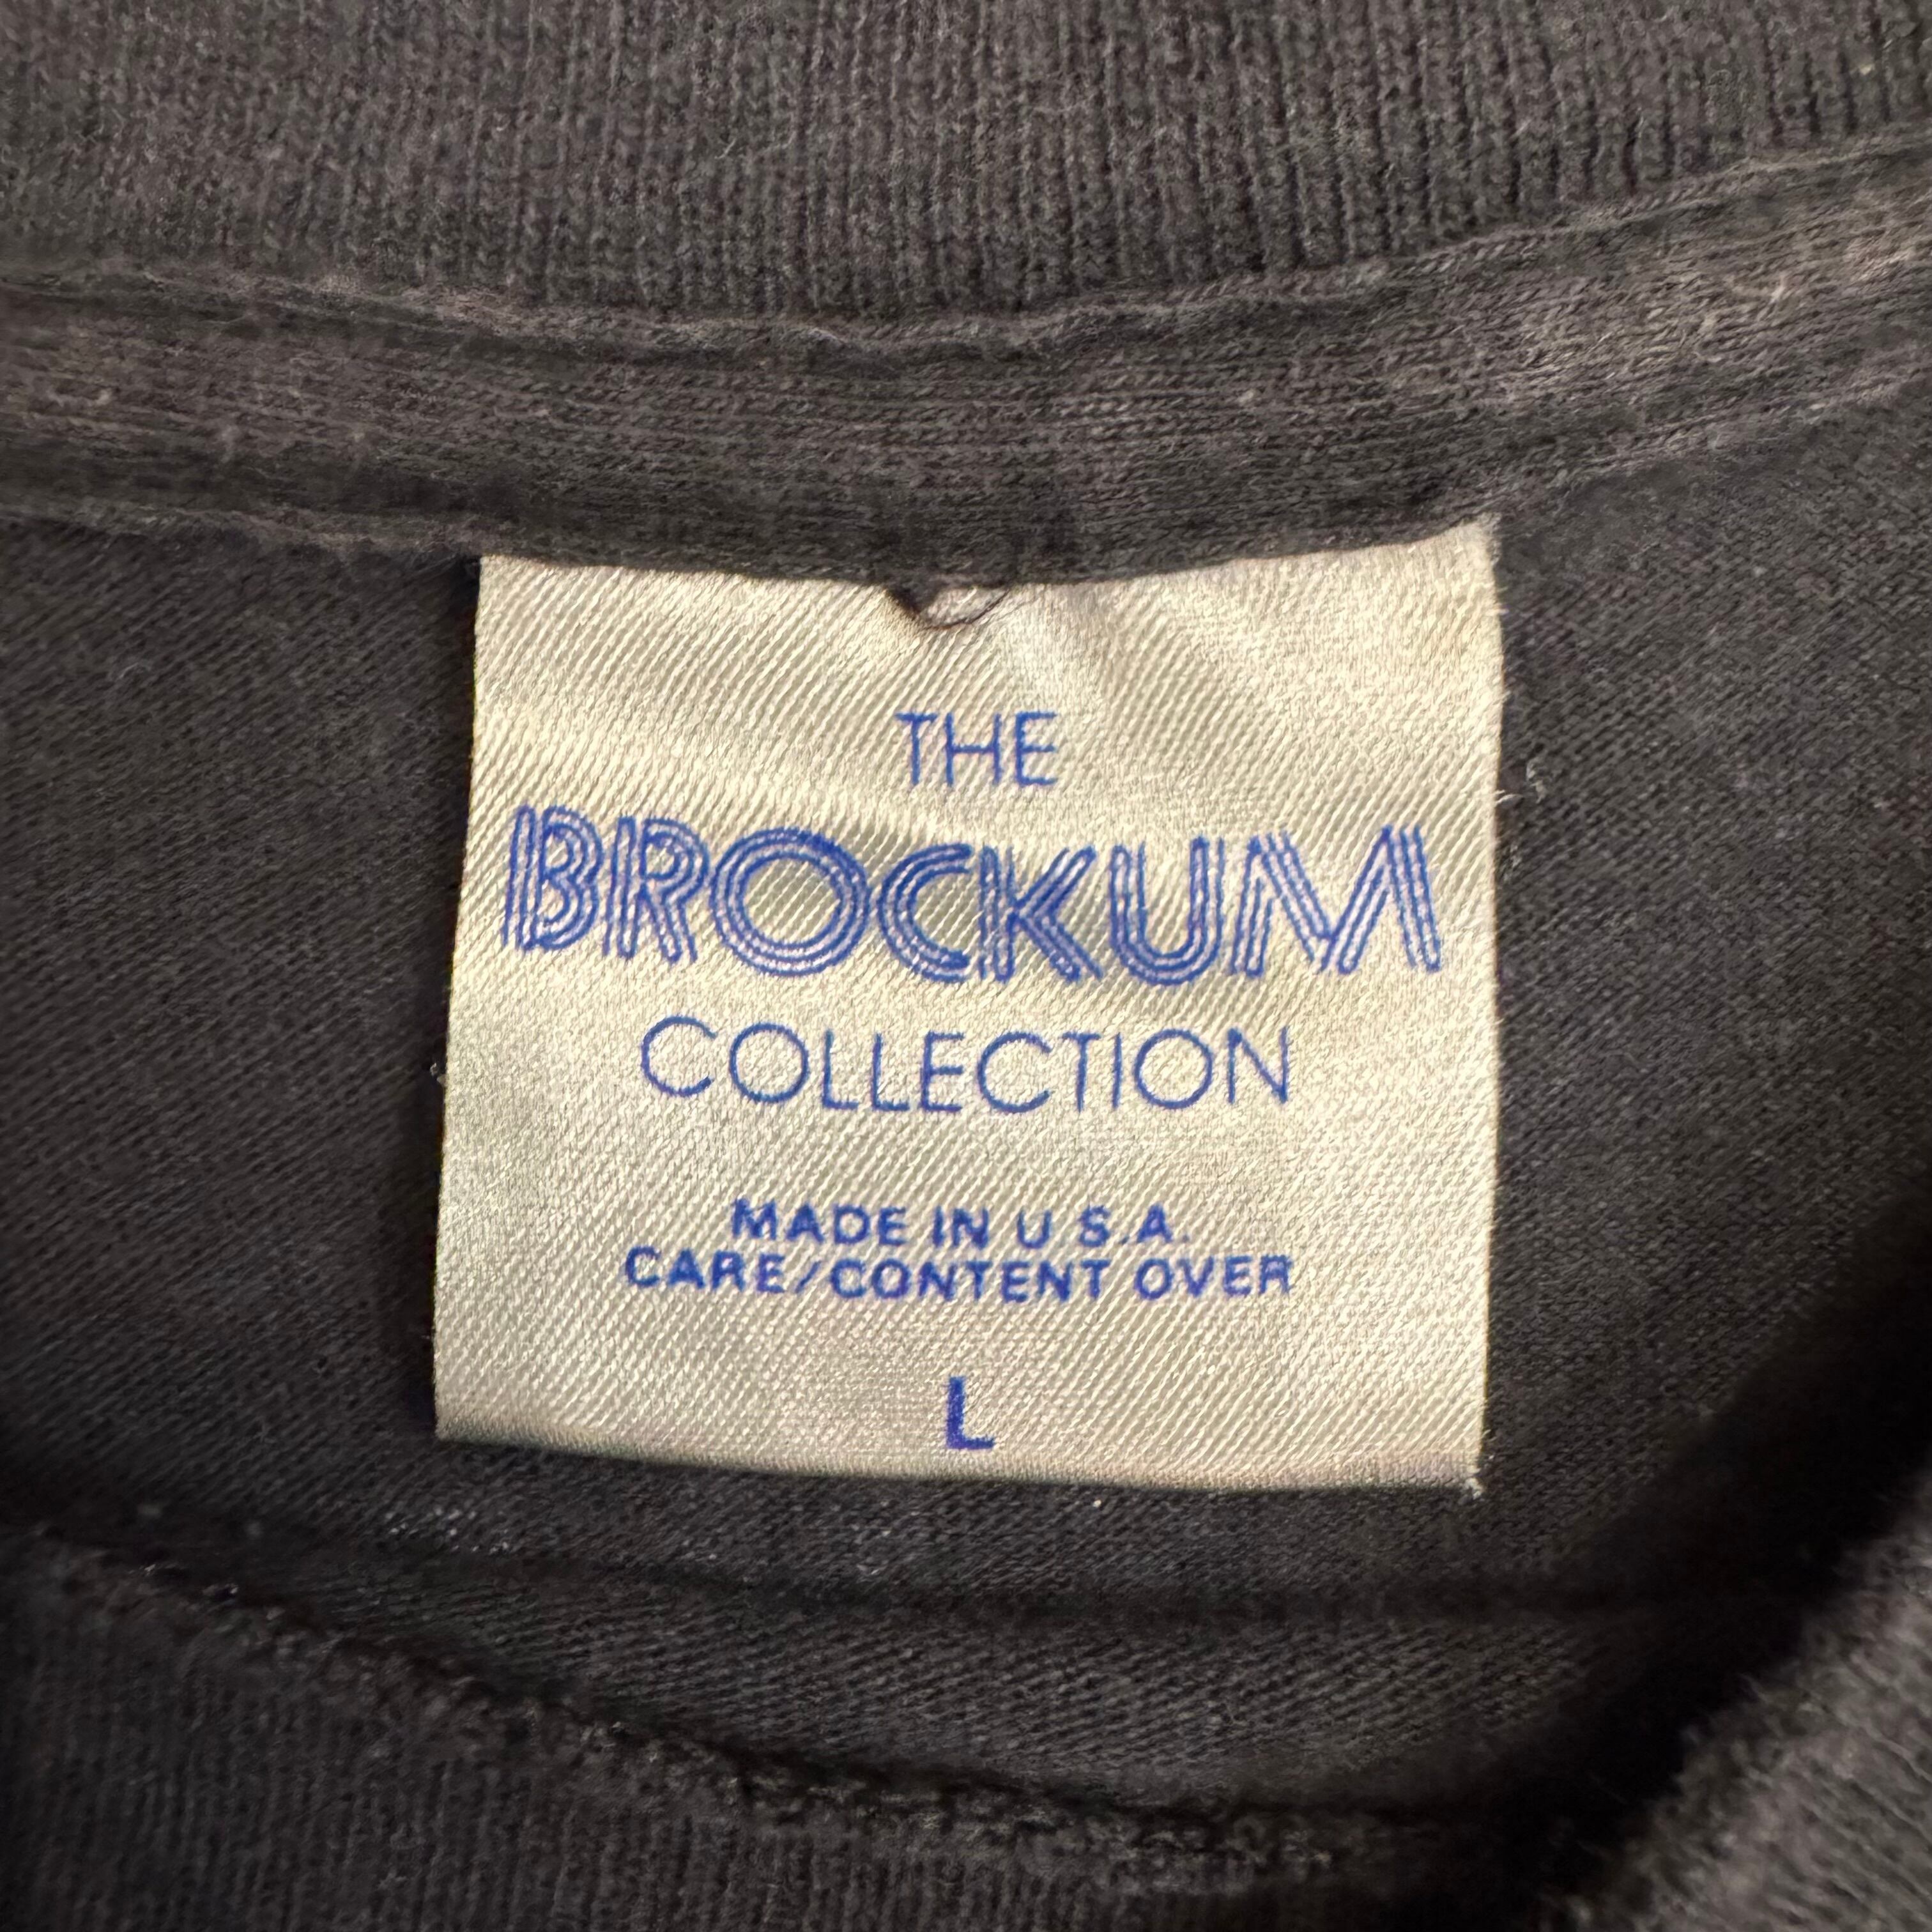 THE
BROCKUM
COLLECTION
MADE IN U S.A.
CARE/CONTENT OVER
L